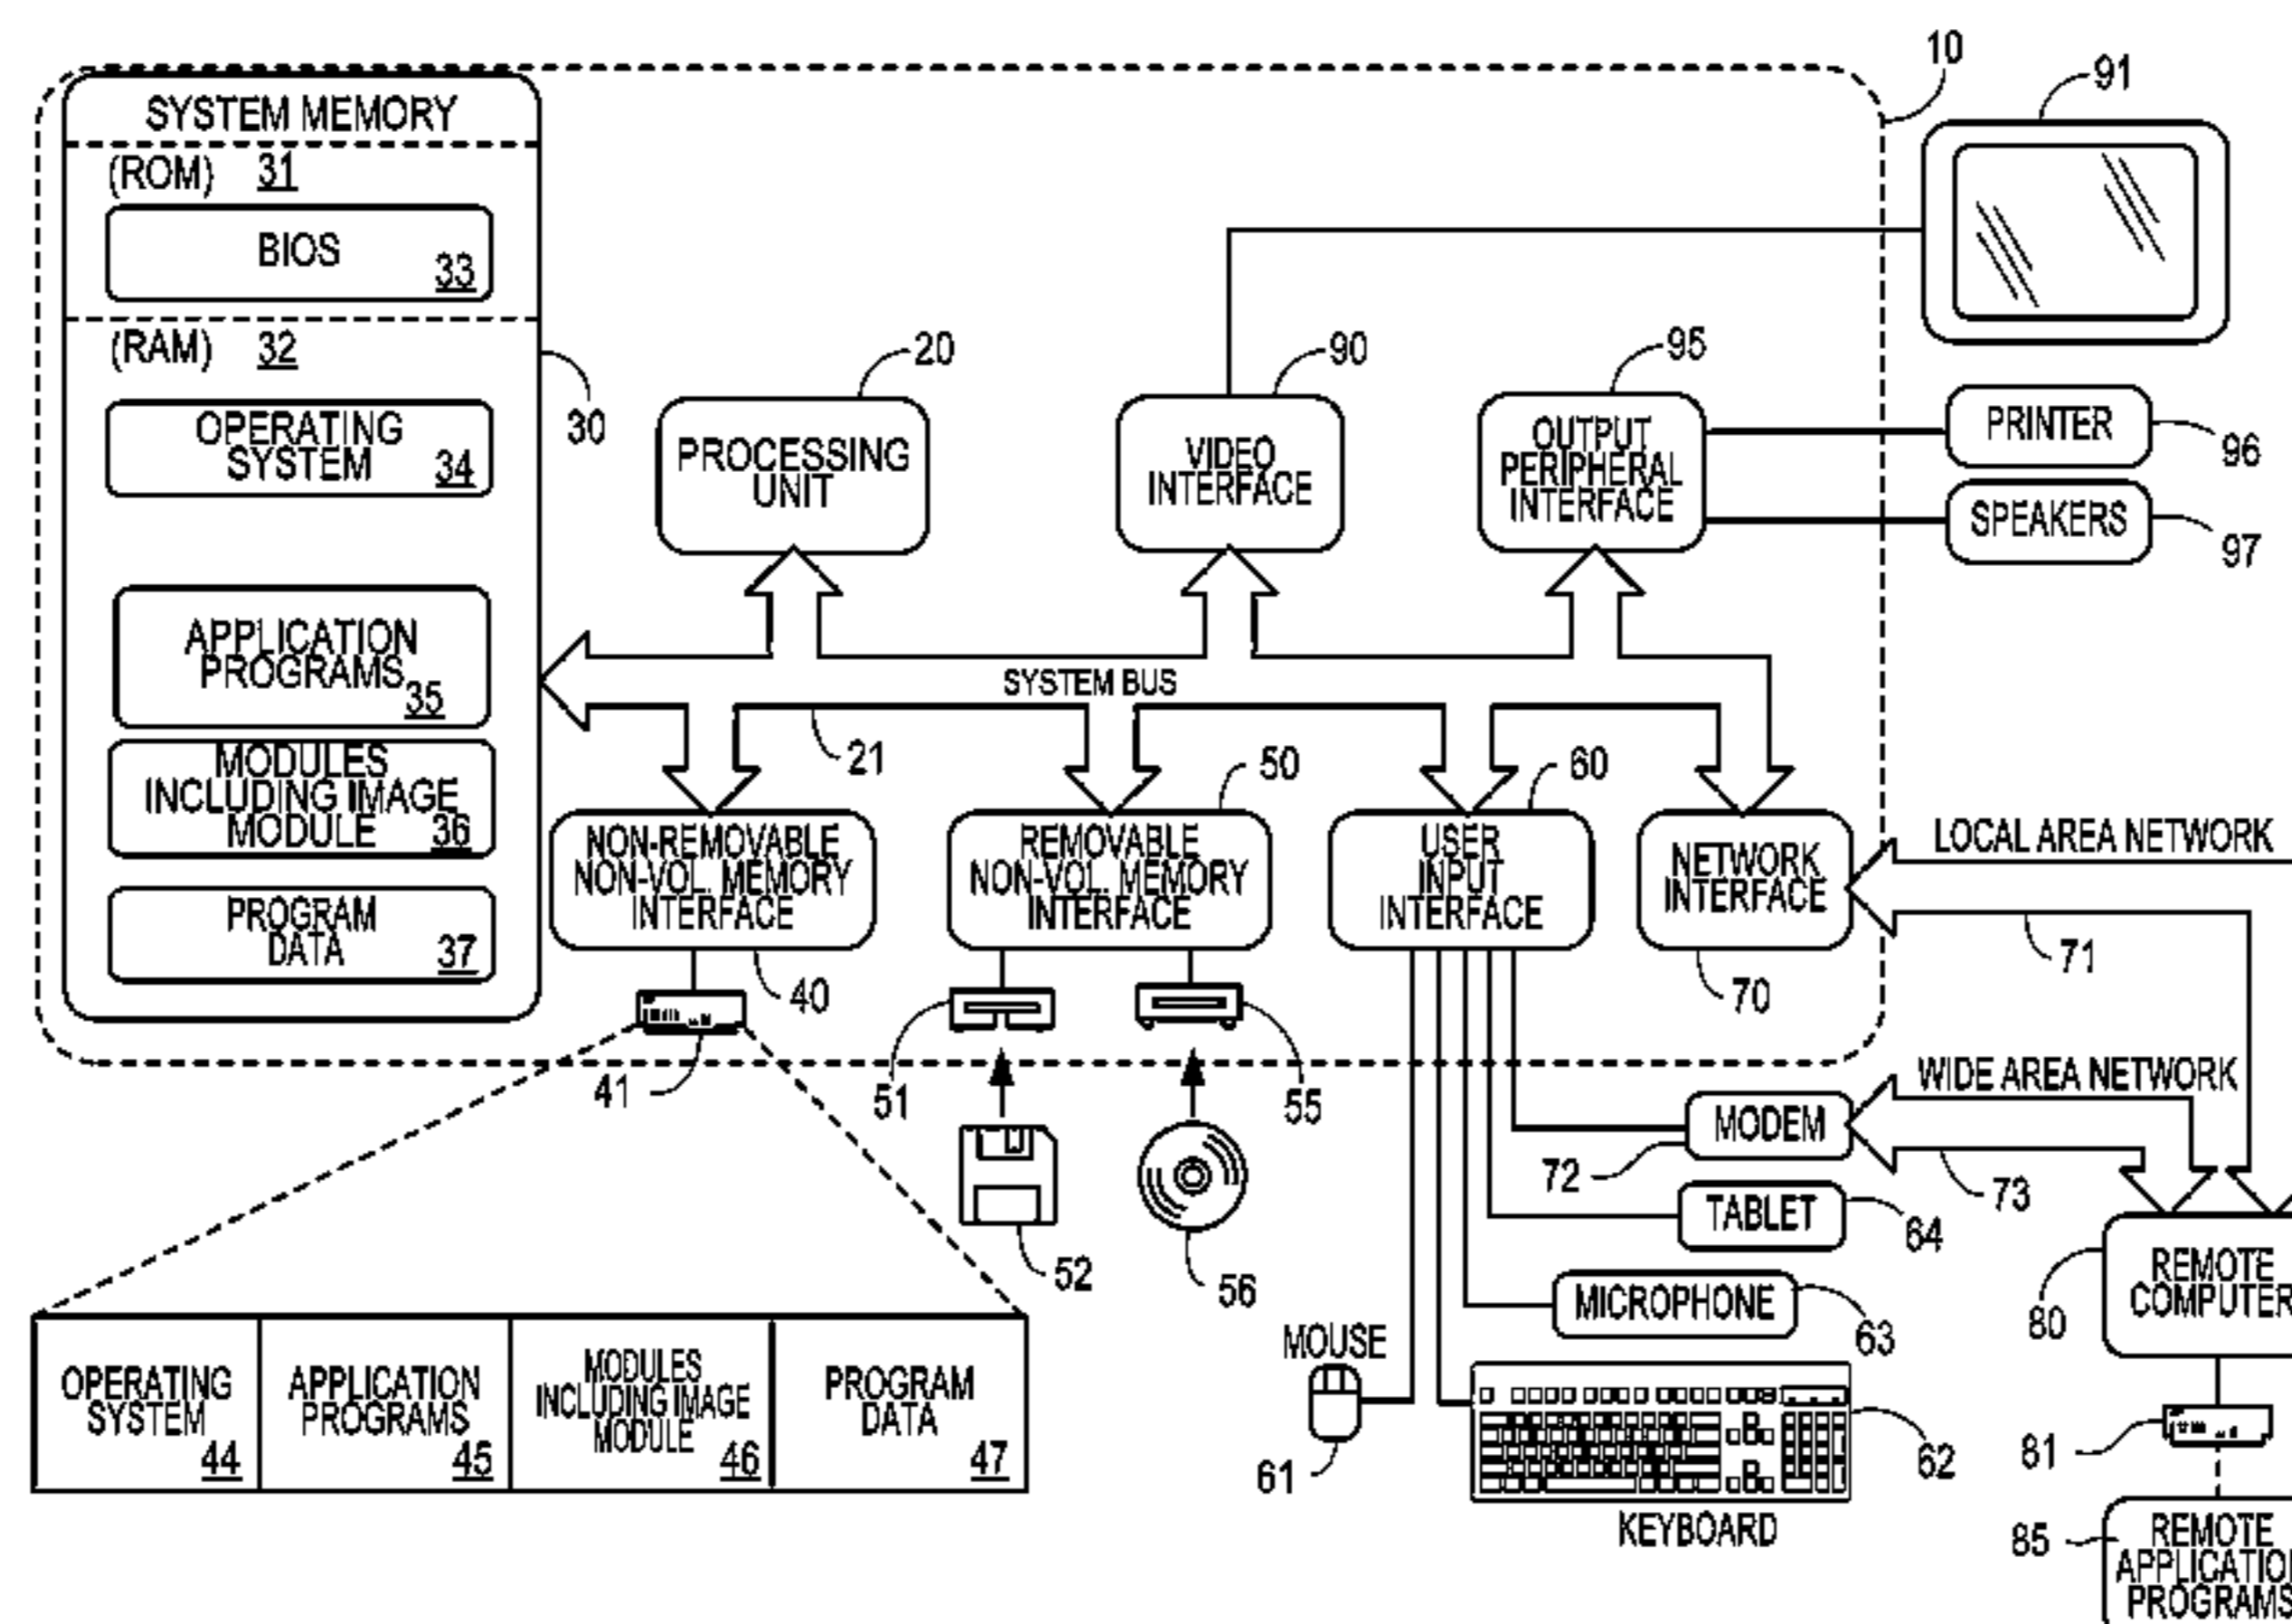 10
91
SYSTEM MEMORY
(ROM) 31
BIOS
33
(RAM) 32
OPERATING
SYSTEM 34
30
APPLICATION
PROGRAMS
35
MODULES
INCLUDING IMAGE
MODULE 36
PROGRAM
DATA 37
20
PROCESSING
UNIT
90
VIDEO
INTERFACE
95
OUTPUT
PERIPHERAL
INTERFACE
PRINTER
96
SPEAKERS
97
SYSTEM BUS
21
NON-REMOVABLE
NON-VOL. MEMORY
INTERFACE
40
41
50
REMOVABLE
NON-VOL. MEMORY
INTERFACE
51
55
52
56
60
USER
INPUT
INTERFACE
NETWORK
INTERFACE
70
LOCAL AREA NETWORK
71
WIDE AREA NETWORK
73
MODEM
72
TABLET
64
MICROPHONE
63
MOUSE
61
62
KEYBOARD
80
REMOTE
COMPUTER
81
85
REMOTE
APPLICATION
PROGRAMS
OPERATING
SYSTEM
44
APPLICATION
PROGRAMS
45
MODULES
INCLUDING IMAGE
MODULE 46
PROGRAM
DATA
47